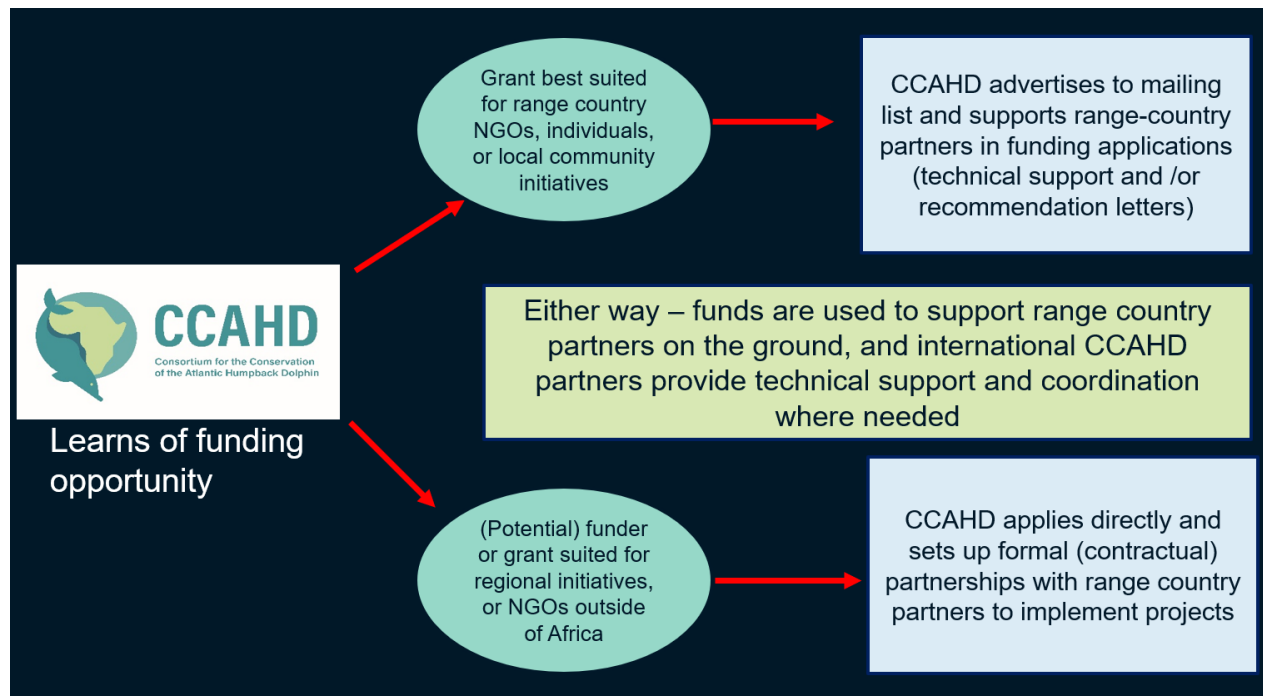 Grant best suited
for range country
NGOs, individuals,
or local community
initiatives
CCAHD advertises to mailing
list and supports range-country
partners in funding applications
(technical support and /or
recommendation letters)
CCAHD
Consortium for the Conservation
of the Atlantic Humpback Dolphin
Learns of funding
opportunity
Either way – funds are used to support range country
partners on the ground, and international CCAHD
partners provide technical support and coordination
where needed
(Potential) funder
or grant suited for
regional initiatives,
or NGOs outside
of Africa
CCAHD applies directly and
sets up formal (contractual)
partnerships with range country
partners to implement projects